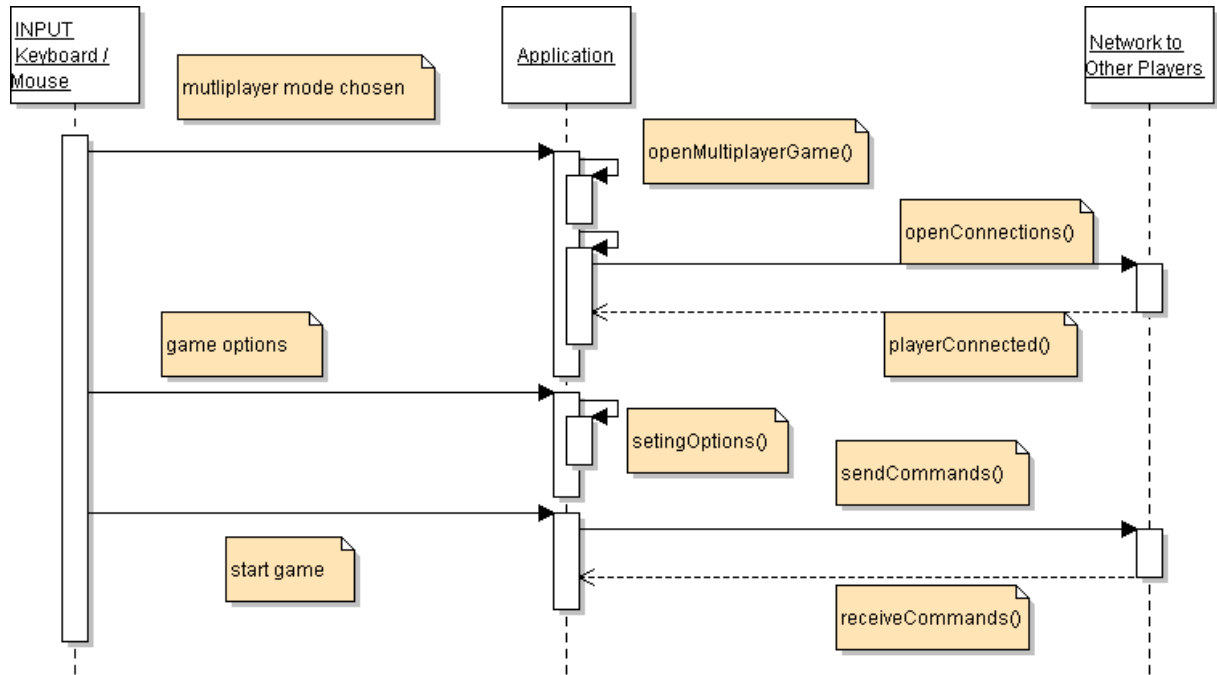 INPUT
Keyboard /
Mouse
Application
Network to
Other Players
mutliplayer mode chosen
openMultiplayerGame()
openConnections()
game options
playerConnected()
setingOptions()
sendCommands()
start game
receiveCommands()